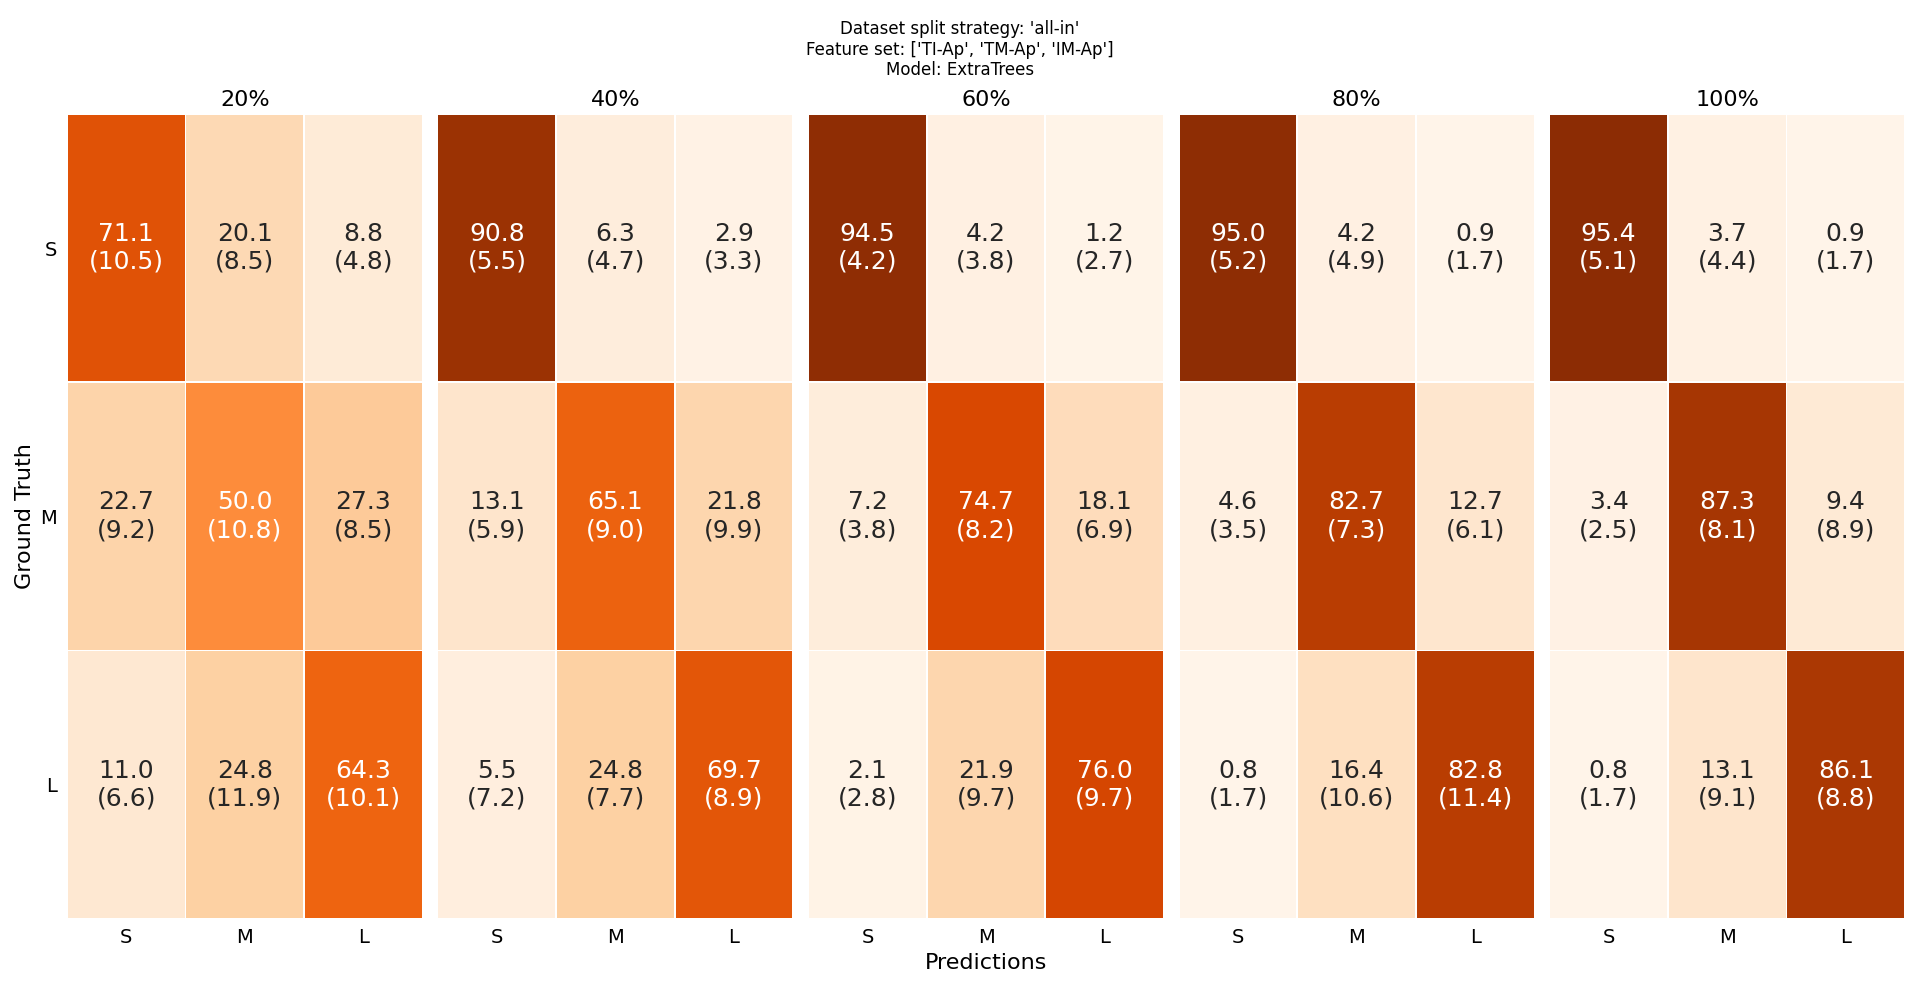 Dataset split strategy: 'all-in'
Feature set: ['TI-Ap', 'TM-Ap', 'IM-Ap']
Model: ExtraTrees
20% 40% 60% 80% 100%
71.1 20.1 8.8 90.8 6.3 2.9 94.5 4.2 1.2 95.0 4.2 0.9 95.4 3.7 0.9
S
(10.5) (8.5) (4.8) (5.5) (4.7) (3.3) (4.2) (3.8) (2.7) (5.2) (4.9) (1.7) (5.1) (4.4) (1.7)
Ground Truth
22.7 50.0 27.3 13.1 65.1 21.8 7.2 74.7 18.1 4.6 82.7 12.7 3.4 87.3 9.4
M
(9.2) (10.8) (8.5) (5.9) (9.0) (9.9) (3.8) (8.2) (6.9) (3.5) (7.3) (6.1) (2.5) (8.1) (8.9)
11.0 24.8 64.3 5.5 24.8 69.7 2.1 21.9 76.0 0.8 16.4 82.8 0.8 13.1 86.1
L
(6.6) (11.9) (10.1) (7.2) (7.7) (8.9) (2.8) (9.7) (9.7) (1.7) (10.6) (11.4) (1.7) (9.1) (8.8)
S M L S M L S M L S M L S M L
Predictions